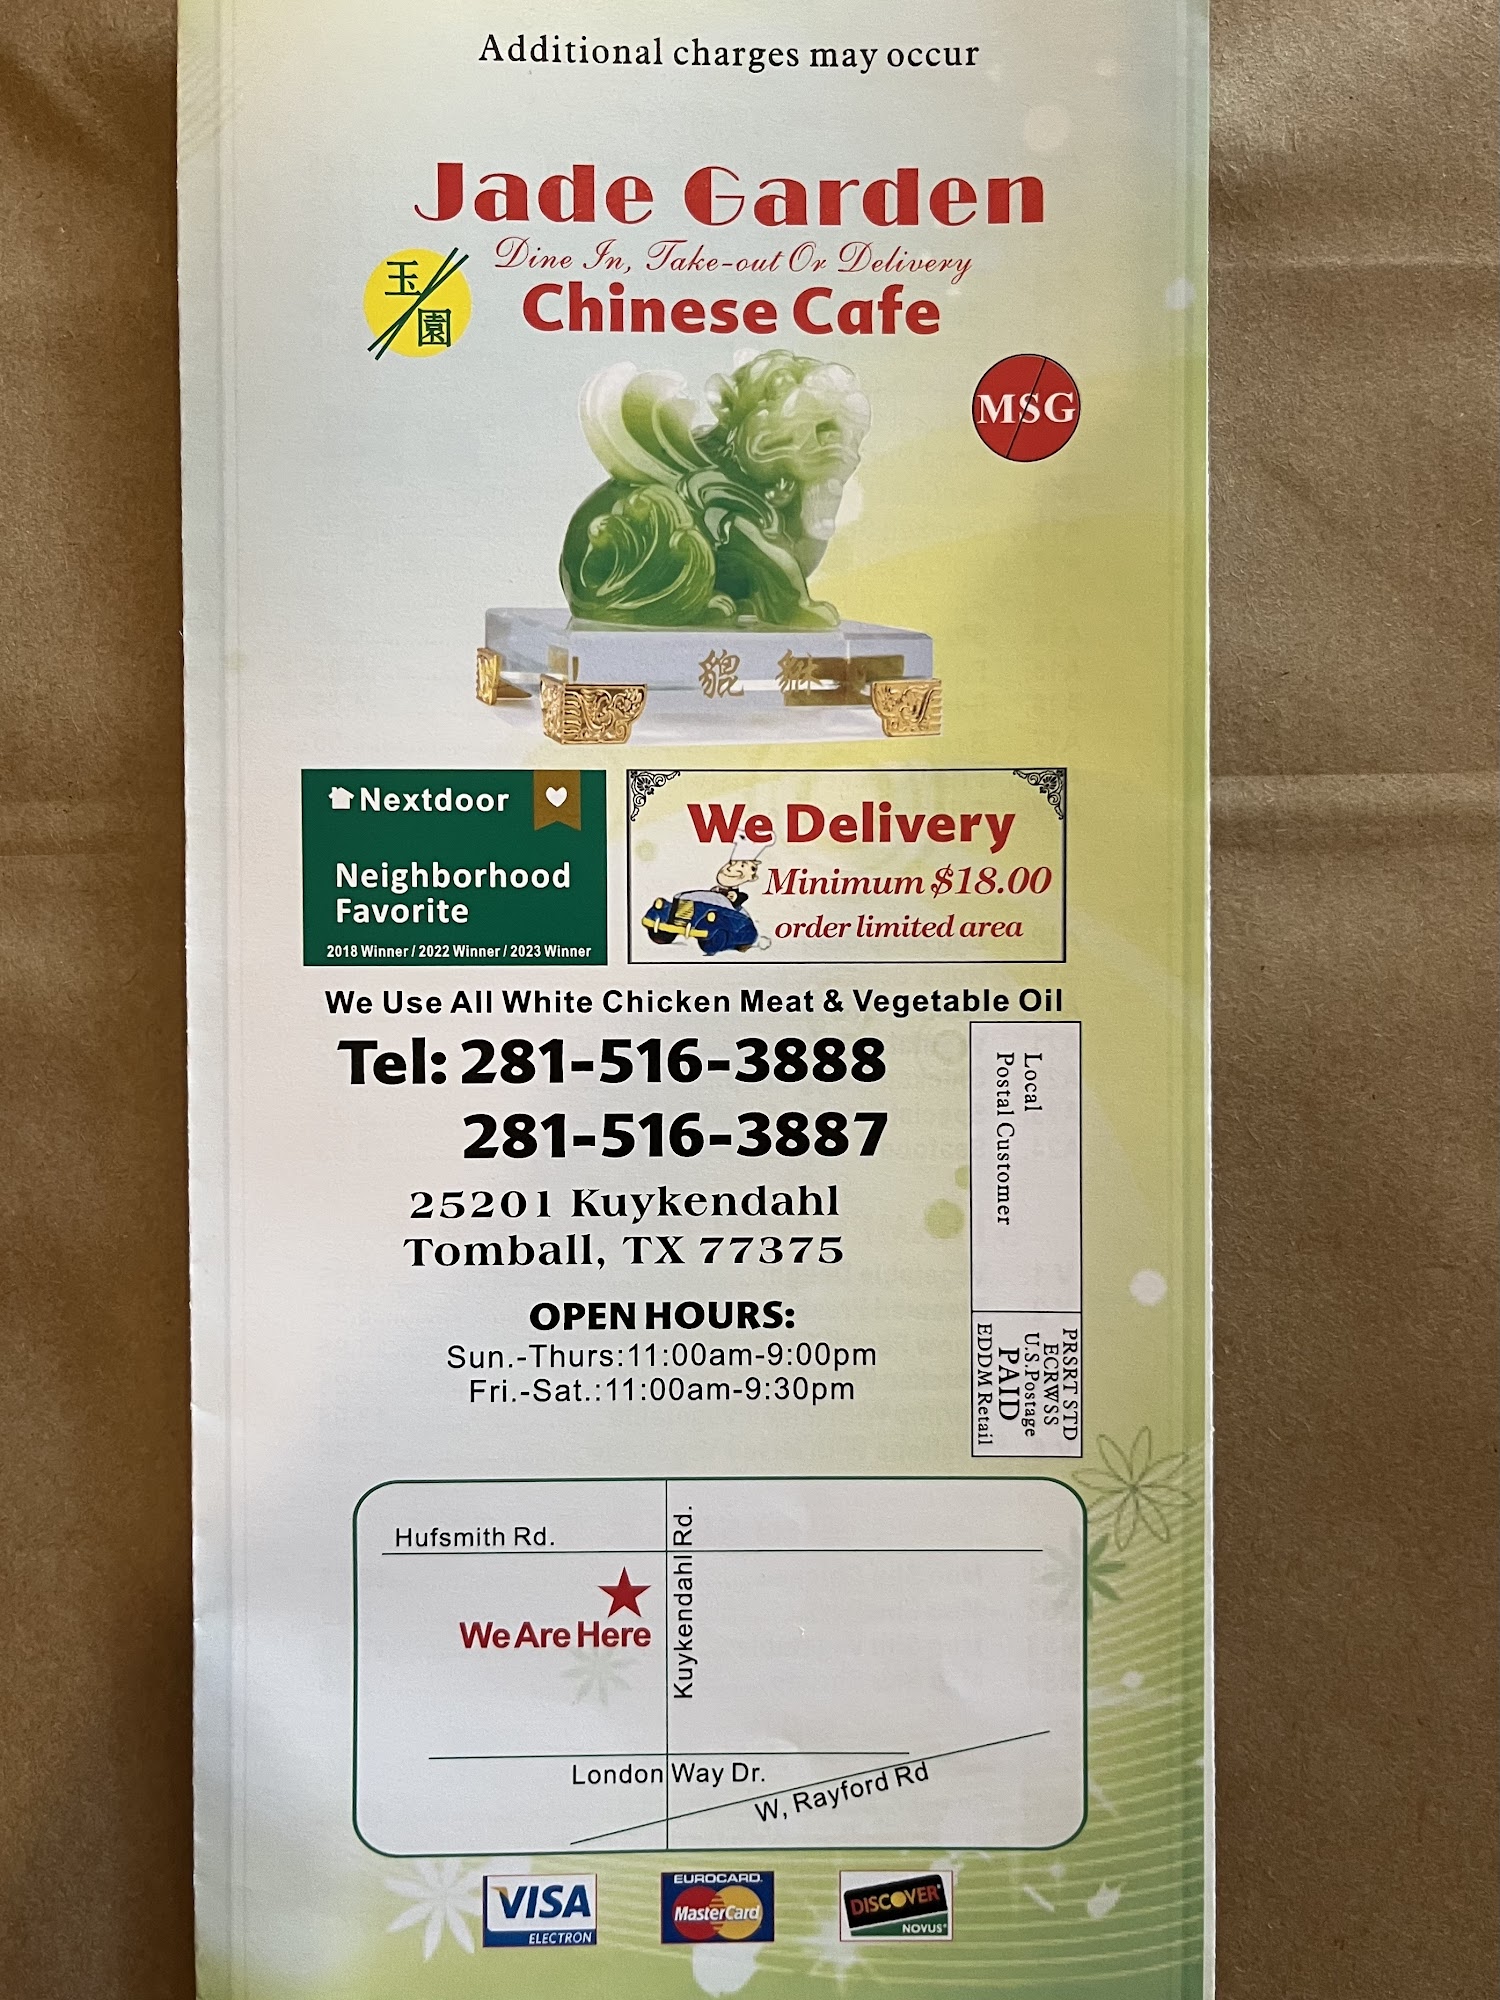 Additional charges may occur
Jade Garden
Dine In, Take-out Or Delivery
Chinese Cafe
玉
園
MSG
貔 貅
Nextdoor
Neighborhood
Favorite
2018 Winner / 2022 Winner / 2023 Winner
We Delivery
Minimum $18.00
order limited area
We Use All White Chicken Meat & Vegetable Oil
Tel: 281-516-3888
281-516-3887
25201 Kuykendahl
Tomball, TX 77375
Local
Postal Customer
PRSRT STD
ECRWSS
U.S.Postage
PAID
EDDM Retail
OPEN HOURS:
Sun.-Thurs:11:00am-9:00pm
Fri.-Sat.:11:00am-9:30pm
Hufsmith Rd.
Kuykendahl Rd.
We Are Here
London Way Dr.
W, Rayford Rd
VISA
ELECTRON
EUROCARD.
MasterCard
DISCOVER
NOVUS